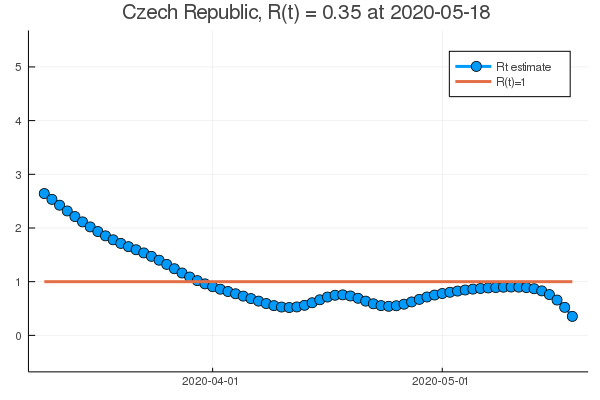 Czech Republic, R(t) = 0.35 at 2020-05-18
5
4
3
2
1
0
Rt estimate
R(t)=1
2020-04-01
2020-05-01